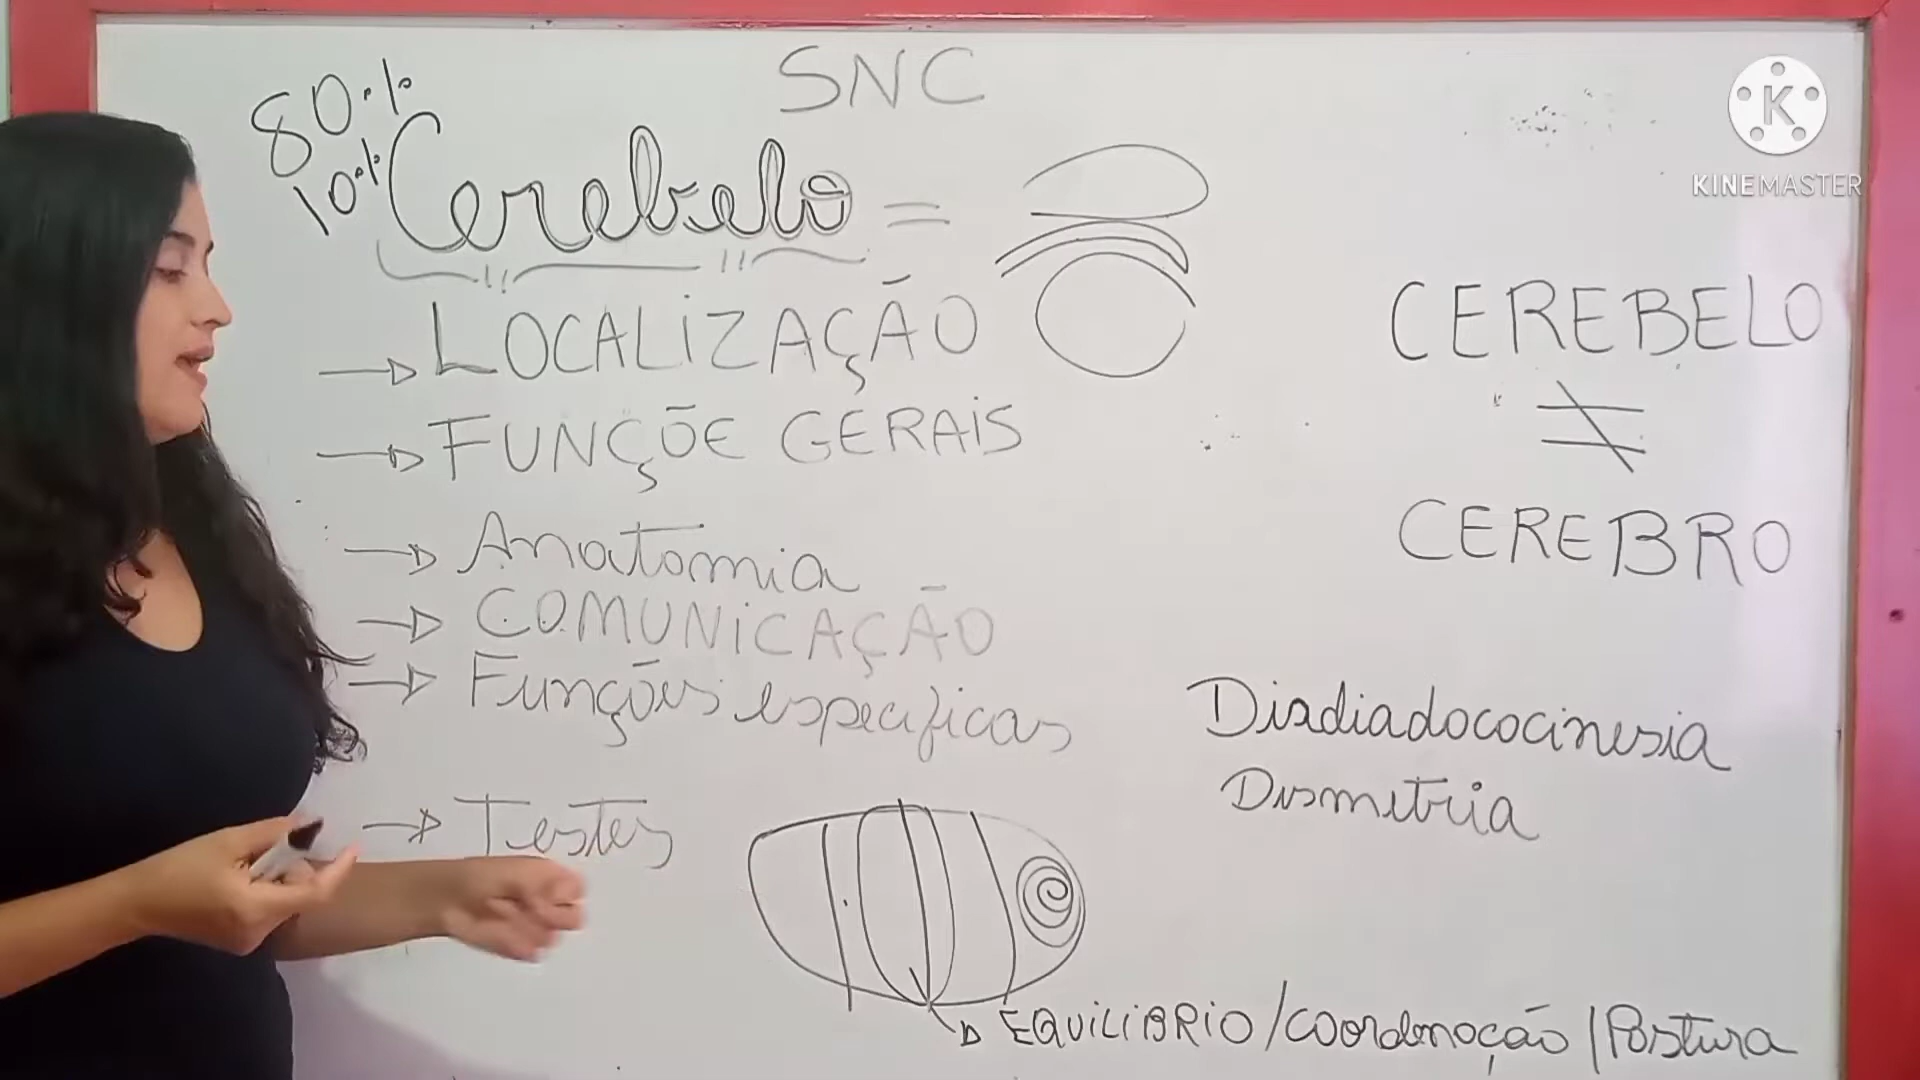 SNC
80%
10%
Cerebelo =
→ LOCALIZAÇÃO
→ FUNÇÕE GERAIS
→ Anatomia
→ COMUNICAÇÃO
→ Funções especificas
→ Testes
CEREBELO
≠
CEREBRO
Disdiadococinesia
Dismetria
EQUILIBRIO / coordenação / Postura
K
KINEMASTER